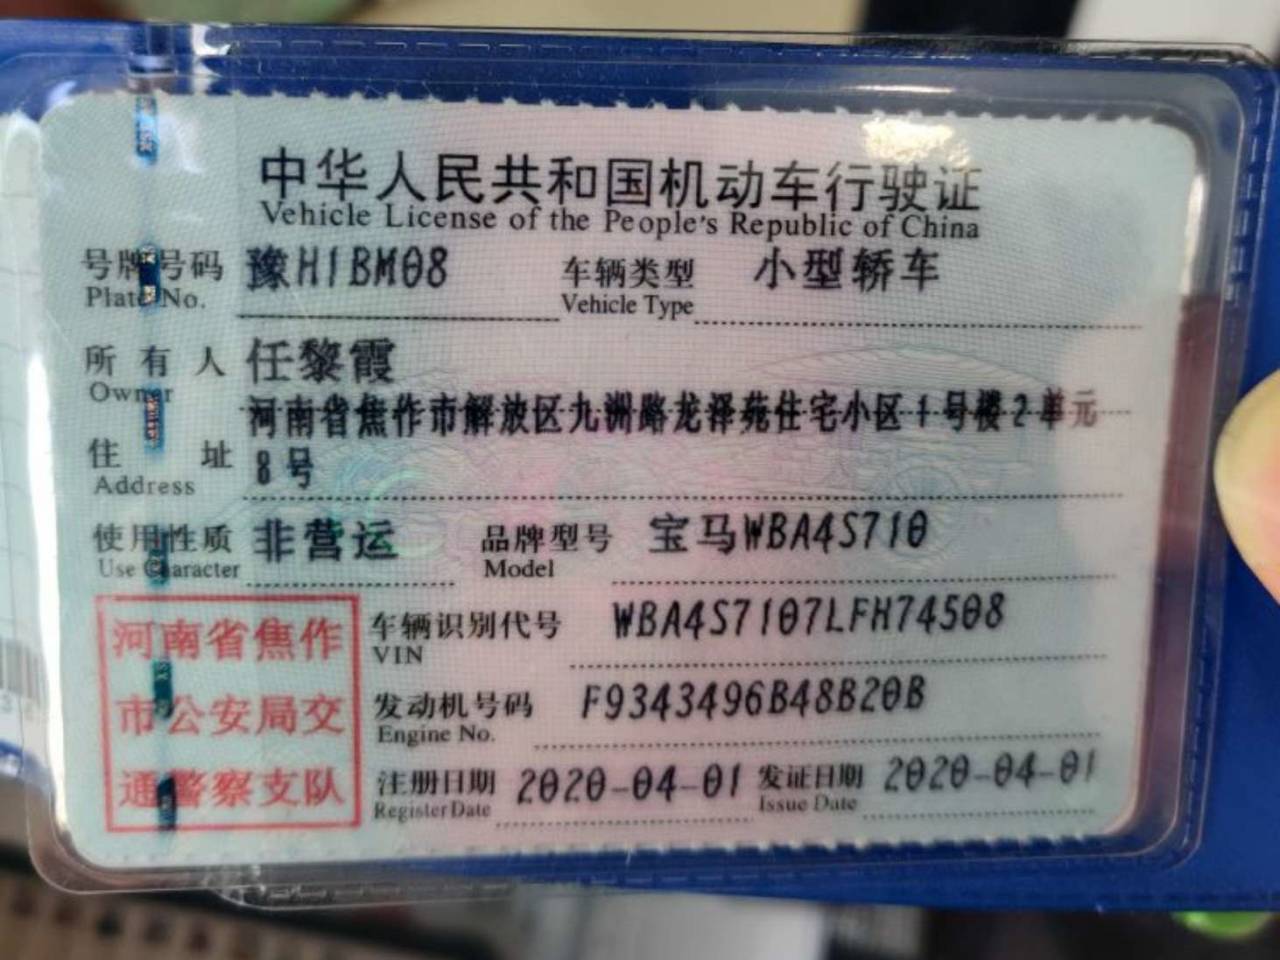 中华人民共和国机动车行驶证
Vehicle License of the People's Republic of China
号牌号码 豫H1BM08 车辆类型 小型轿车
Plate No. Vehicle Type
所有人 任黎霞
Owner
河南省焦作市解放区九洲路龙泽苑住宅小区1号楼2单元
住址 8号
Address
使用性质 非营运 品牌型号 宝马WBA4S710
Use Character Model
河南省焦作 车辆识别代号 WBA4S7107LFH74508
VIN
市公安局交 发动机号码 F9343496B48B20B
Engine No.
通警察支队 注册日期 2020-04-01 发证日期 2020-04-01
Register Date Issue Date